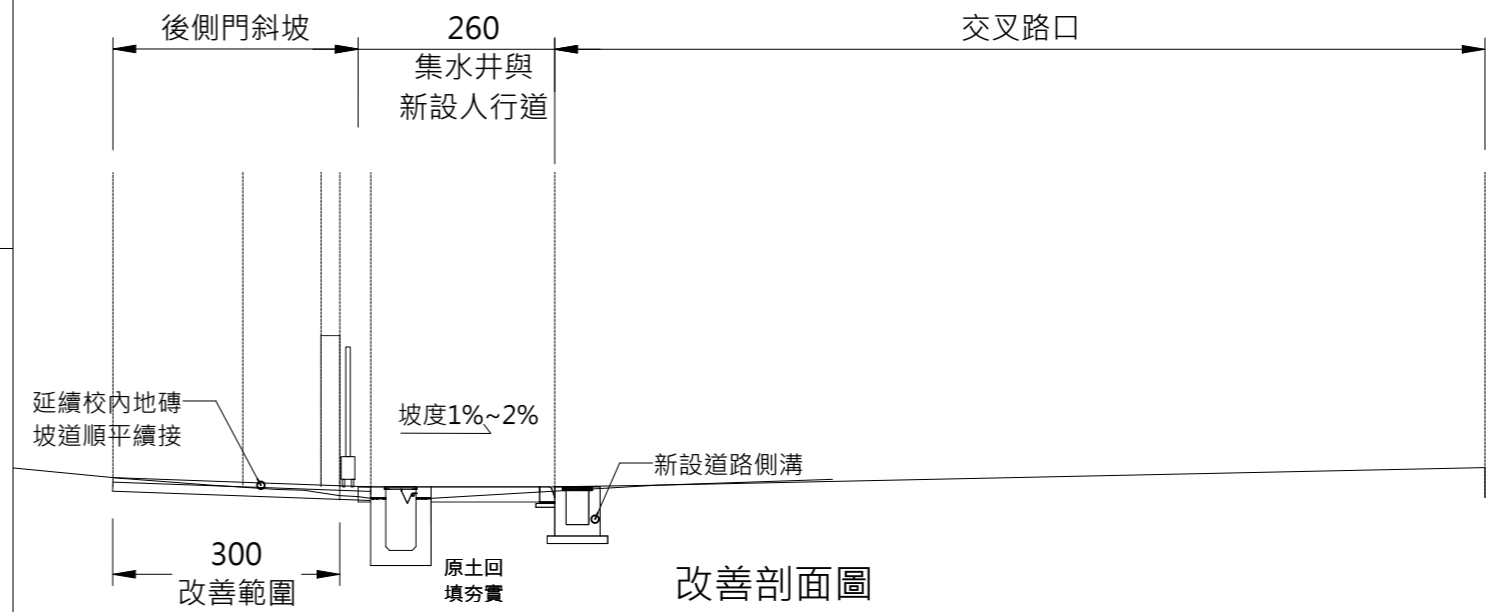 後側門斜坡
260
集水井與
新設人行道
交叉路口
延續校內地磚
坡道順平續接
坡度1%~2%
新設道路側溝
300
改善範圍
原土回
填夯實
改善剖面圖